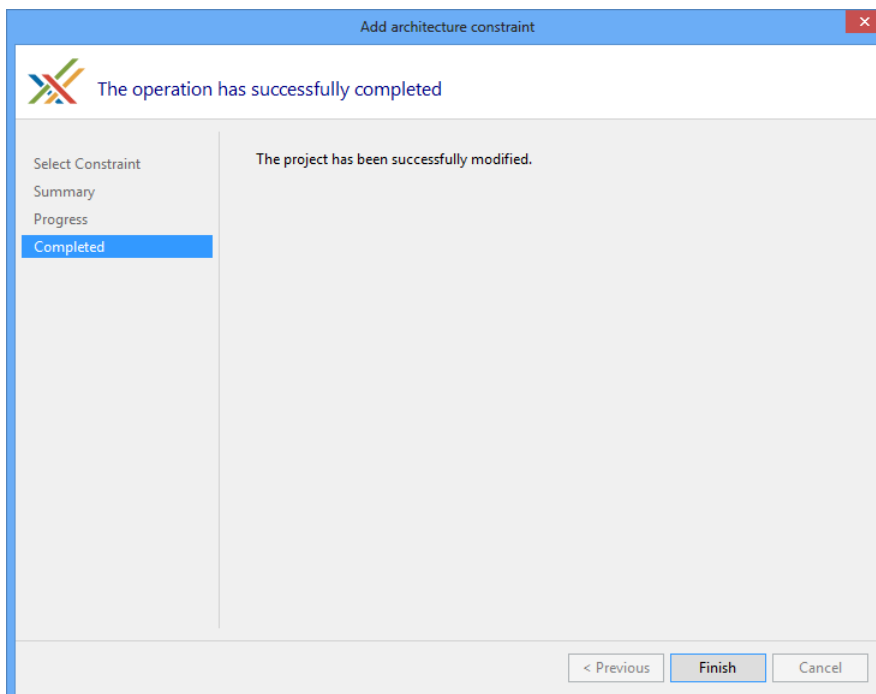 Add architecture constraint
The operation has successfully completed
Select Constraint
Summary
Progress
Completed
The project has been successfully modified.
< Previous
Finish
Cancel